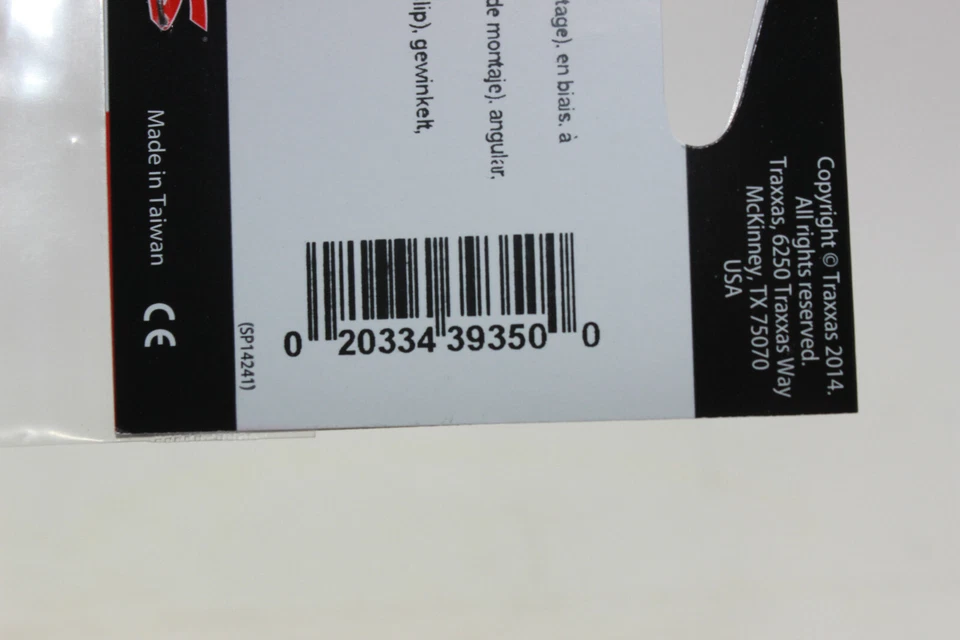 tage), en biais, à
de montaje), angular,
lip), gewinkelt,
Made in Taiwan
CE
(SP14241)
0 20334 39350 0
Copyright © Traxxas 2014.
All rights reserved.
Traxxas, 6250 Traxxas Way
McKinney, TX 75070
USA